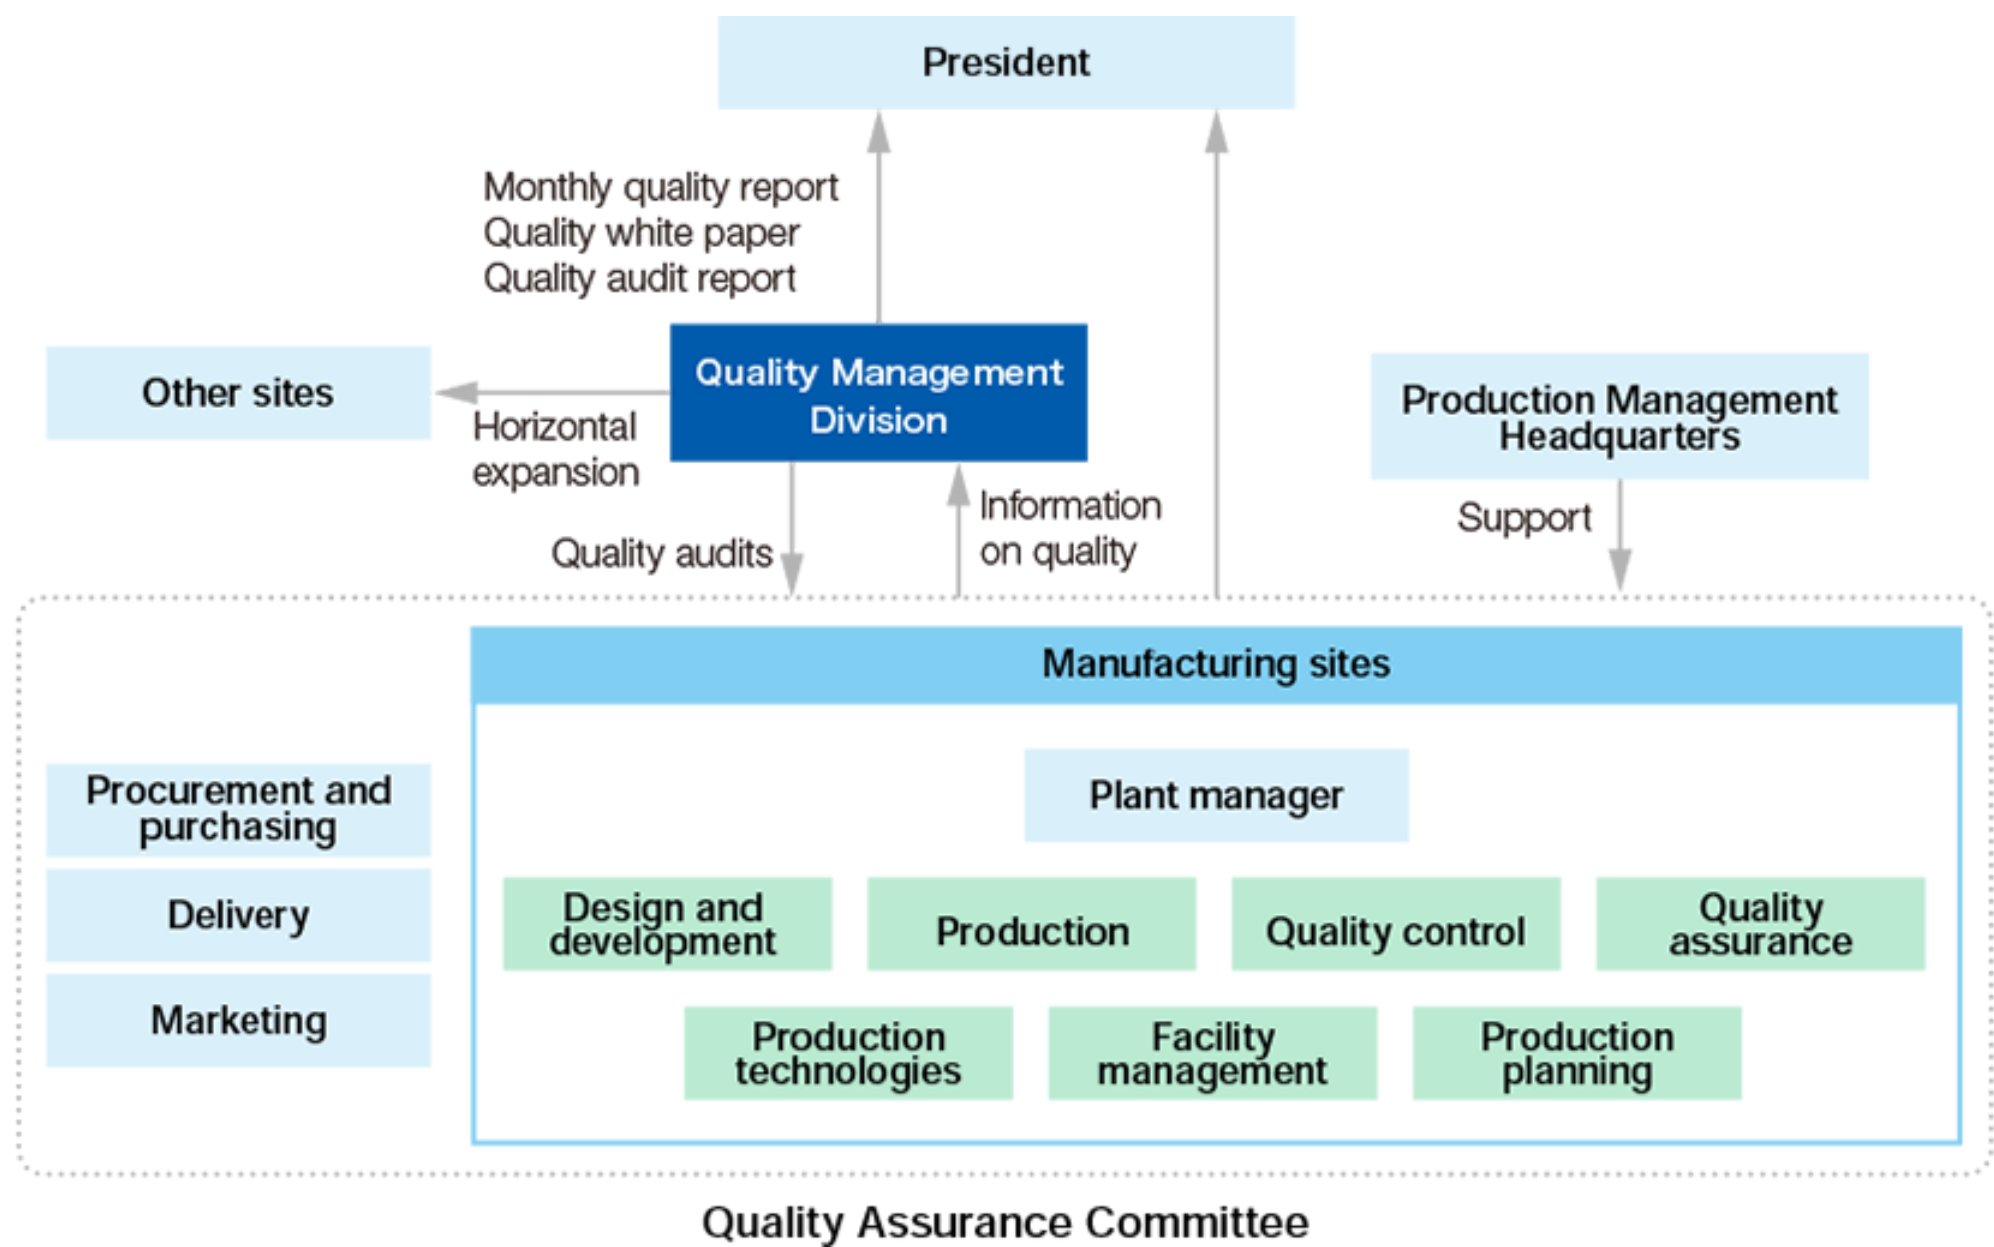 President
Monthly quality report
Quality white paper
Quality audit report
Quality Management
Division
Other sites
Horizontal
expansion
Production Management
Headquarters
Quality audits
Information
on quality
Support
Manufacturing sites
Plant manager
Procurement and
purchasing
Delivery
Marketing
Design and
development
Production
Quality control
Quality
assurance
Production
technologies
Facility
management
Production
planning
Quality Assurance Committee